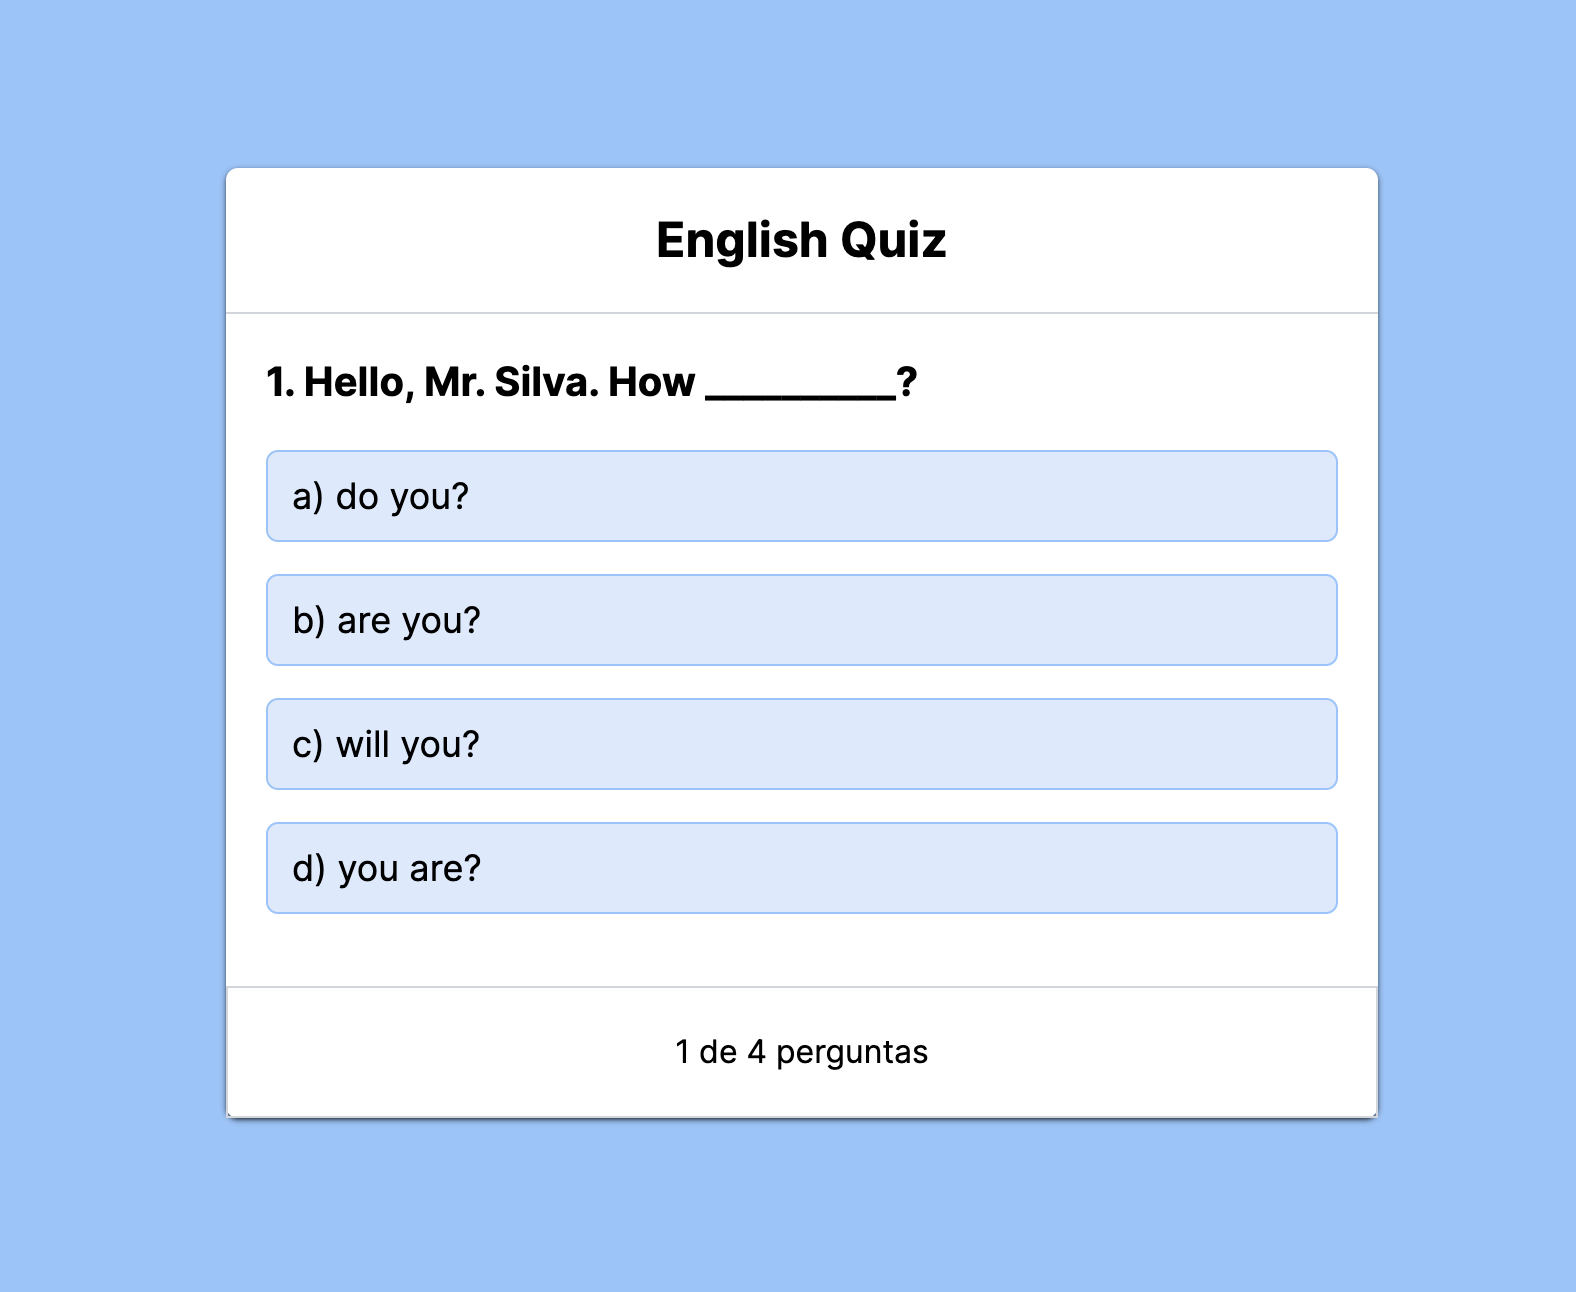 English Quiz
1. Hello, Mr. Silva. How __________?
a) do you?
b) are you?
c) will you?
d) you are?
1 de 4 perguntas